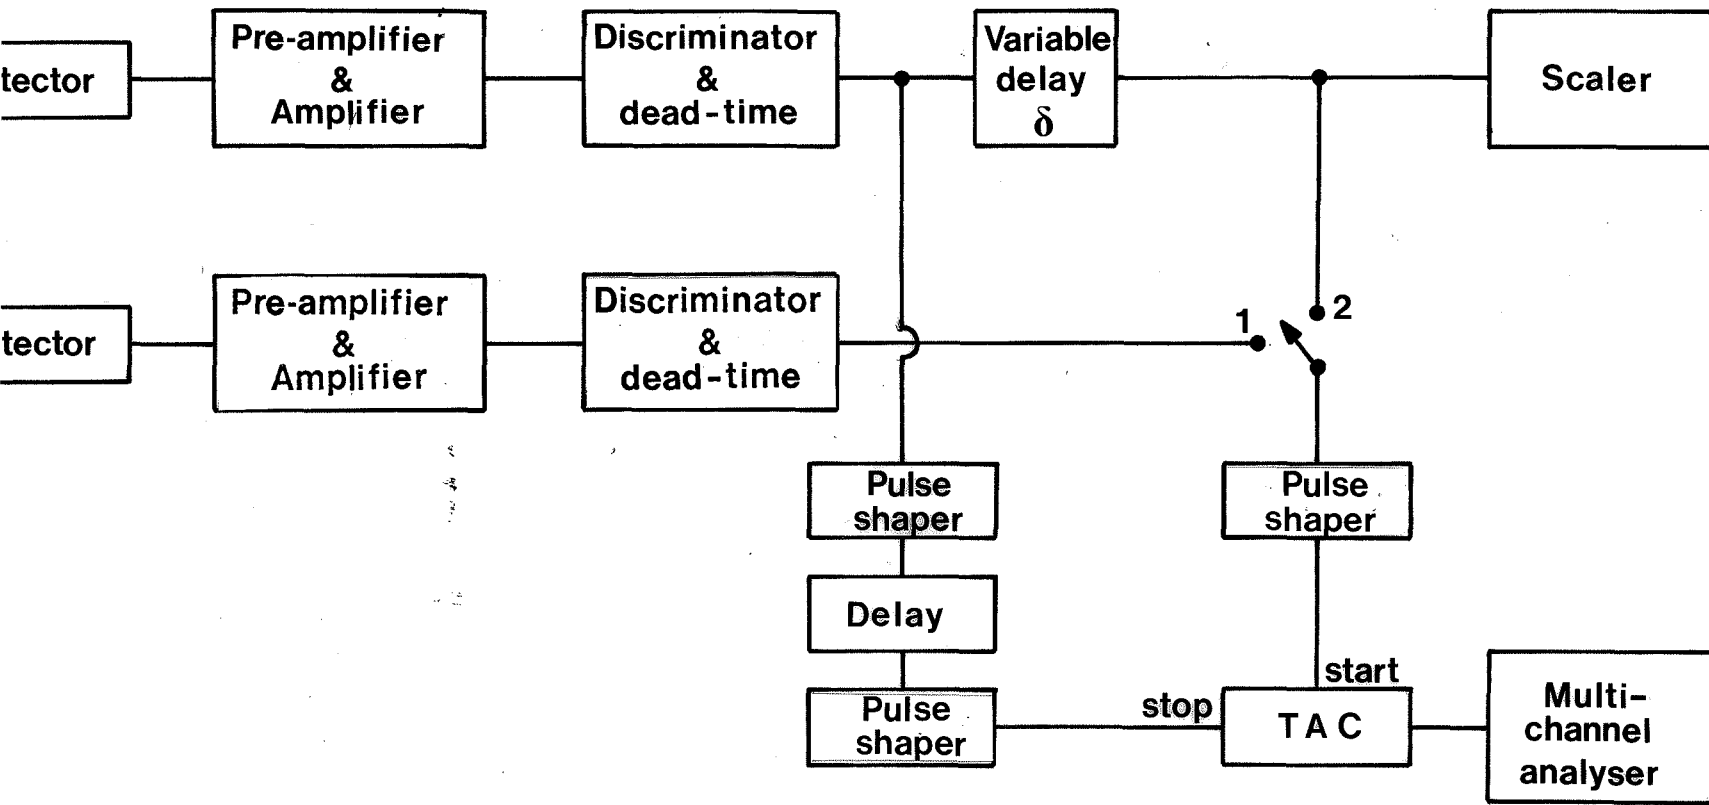 tector
Pre-amplifier
&
Amplifier
Discriminator
&
dead-time
Variable
delay
δ
Scaler
tector
Pre-amplifier
&
Amplifier
Discriminator
&
dead-time
1
2
Pulse
shaper
Pulse
shaper
Delay
Pulse
shaper
stop
start
TAC
Multi-
channel
analyser